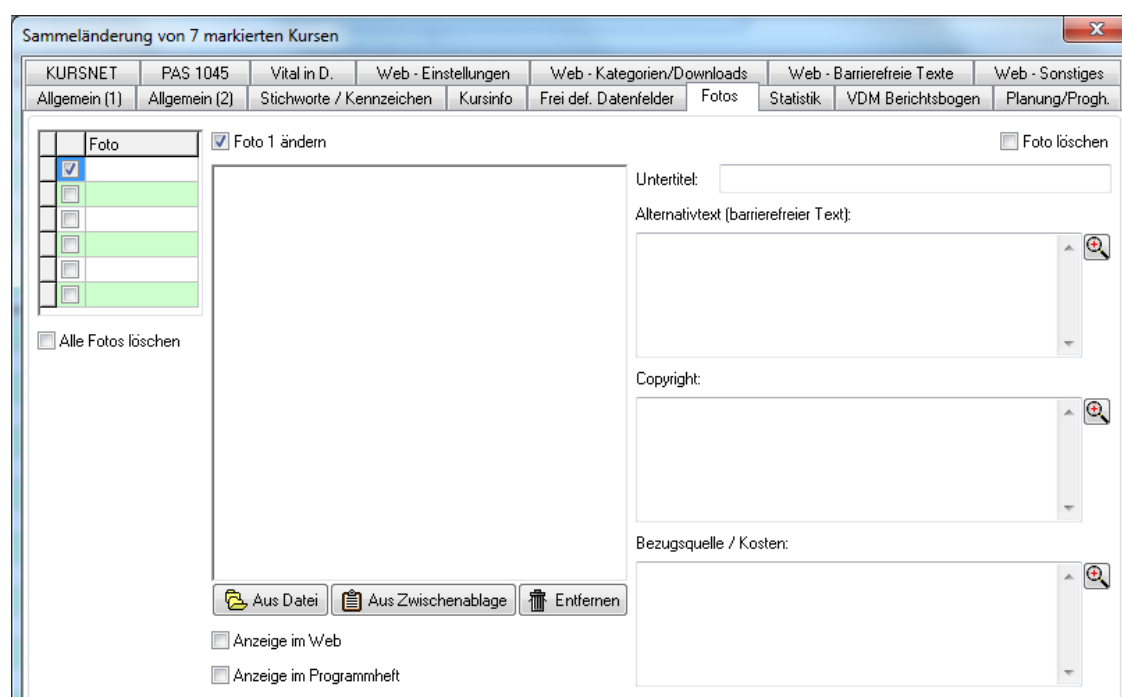 Sammeländerung von 7 markierten Kursen
KURSNET PAS 1045 Vital in D. Web - Einstellungen Web - Kategorien/Downloads Web - Barrierefreie Texte Web - Sonstiges
Allgemein (1) Allgemein (2) Stichworte / Kennzeichen Kursinfo Frei def. Datenfelder Fotos Statistik VDM Berichtsbogen Planung/Progh.
Foto
Foto 1 ändern
Foto löschen
Untertitel:
Alternativtext (barrierefreier Text):
Alle Fotos löschen
Copyright:
Bezugsquelle / Kosten:
Aus Datei Aus Zwischenablage Entfernen
Anzeige im Web
Anzeige im Programmheft